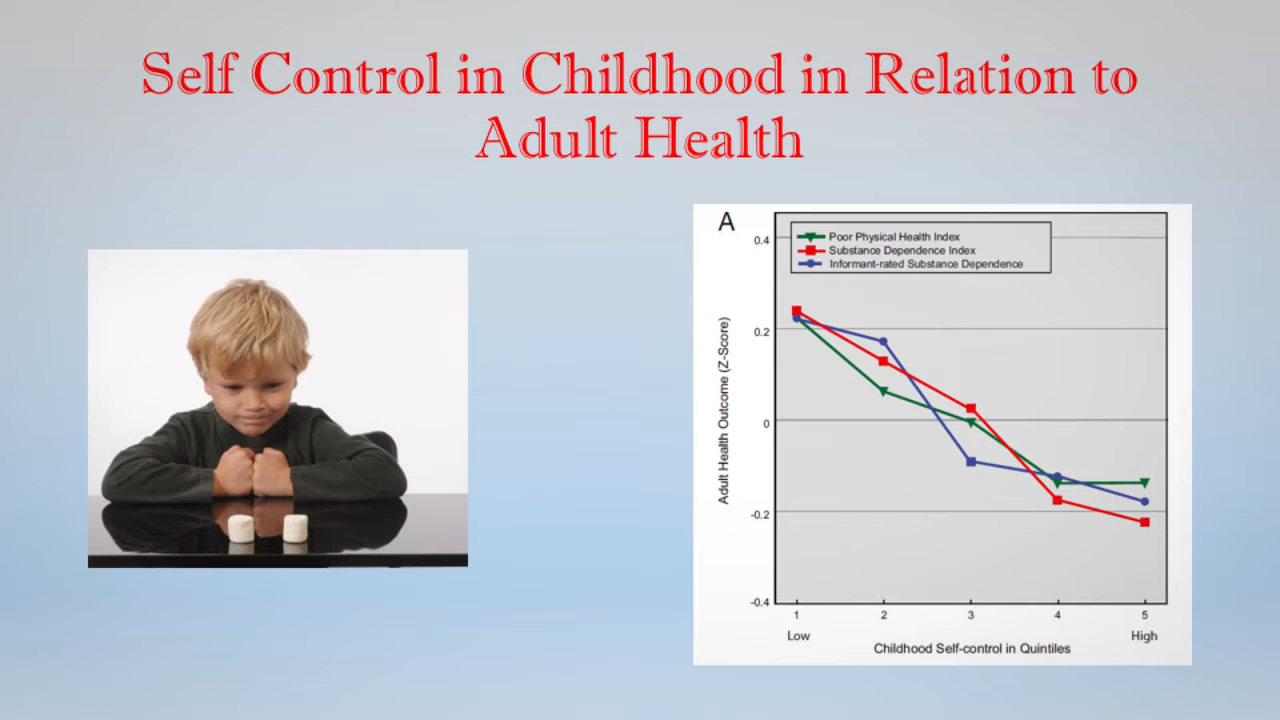 Self Control in Childhood in Relation to
Adult Health
A
Poor Physical Health Index
Substance Dependence Index
Informant-rated Substance Dependence
Adult Health Outcome (Z-Score)
0.4
0.2
0
-0.2
-0.4
1 2 3 4 5
Low High
Childhood Self-control in Quintiles